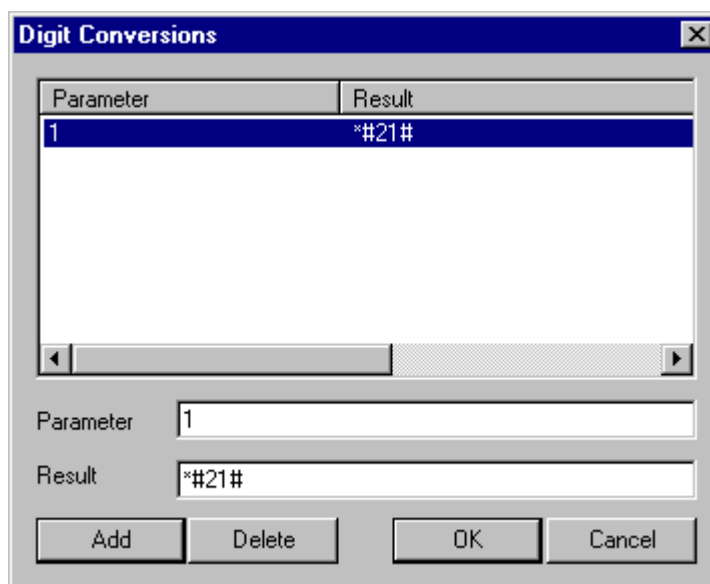 Digit Conversions
Parameter Result
1 *#21#
Parameter 1
Result *#21#
Add Delete OK Cancel